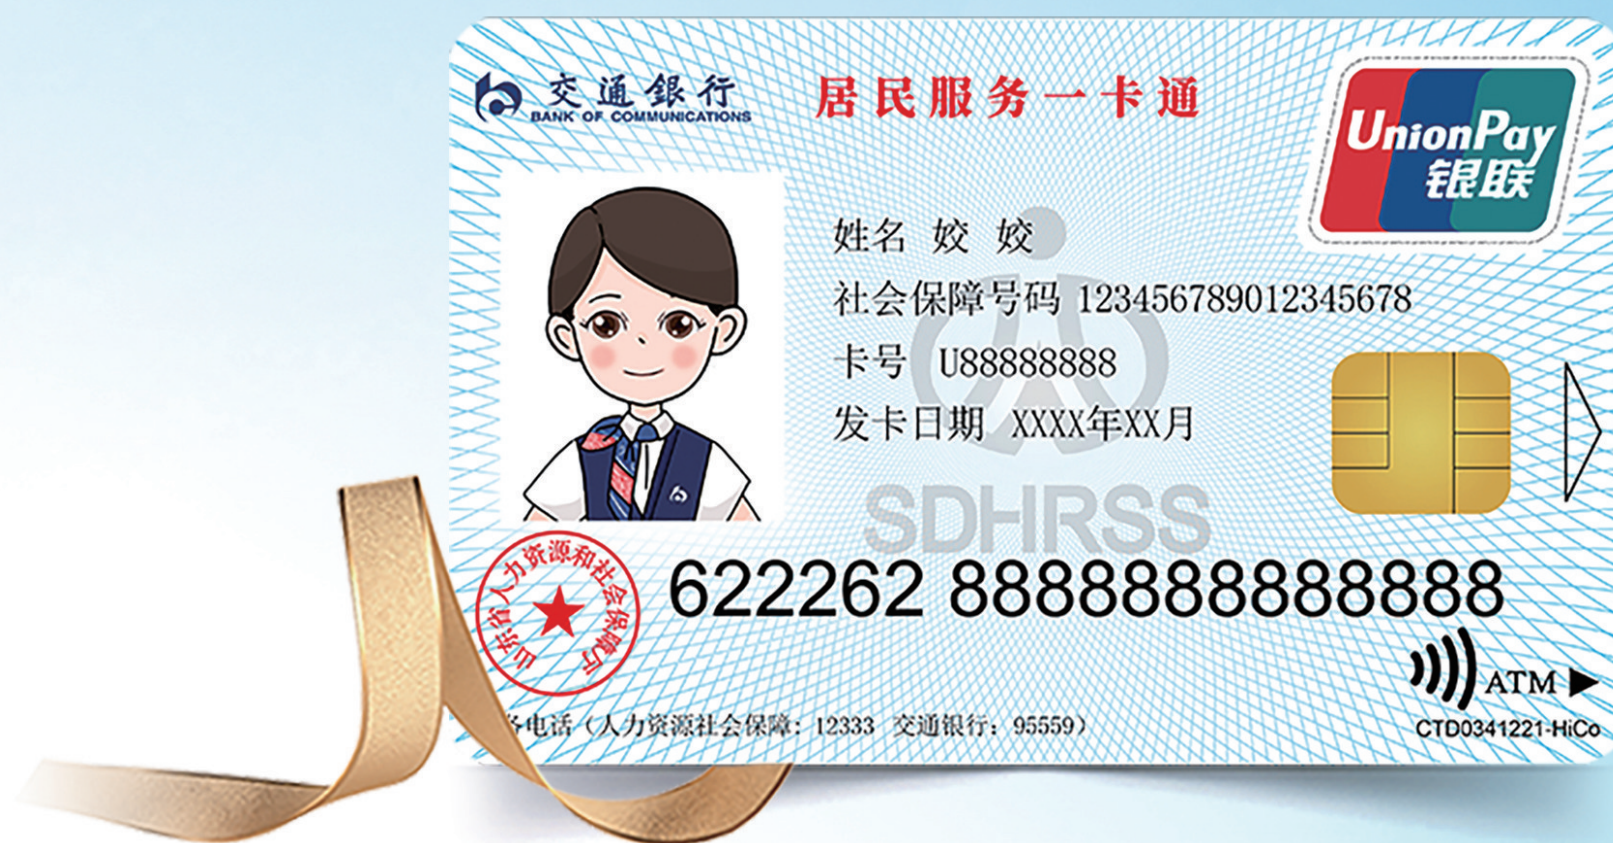 交通銀行
BANK OF COMMUNICATIONS
居民服务一卡通
UnionPay
银联
姓名 姣 姣
社会保障号码 123456789012345678
卡号 U88888888
发卡日期 XXXX年XX月
SDHRSS
山东省人力资源和社会保障厅
622262 8888888888888
ATM
CTD0341221-HiCo
电话（人力资源社会保障：12333 交通银行：95559）